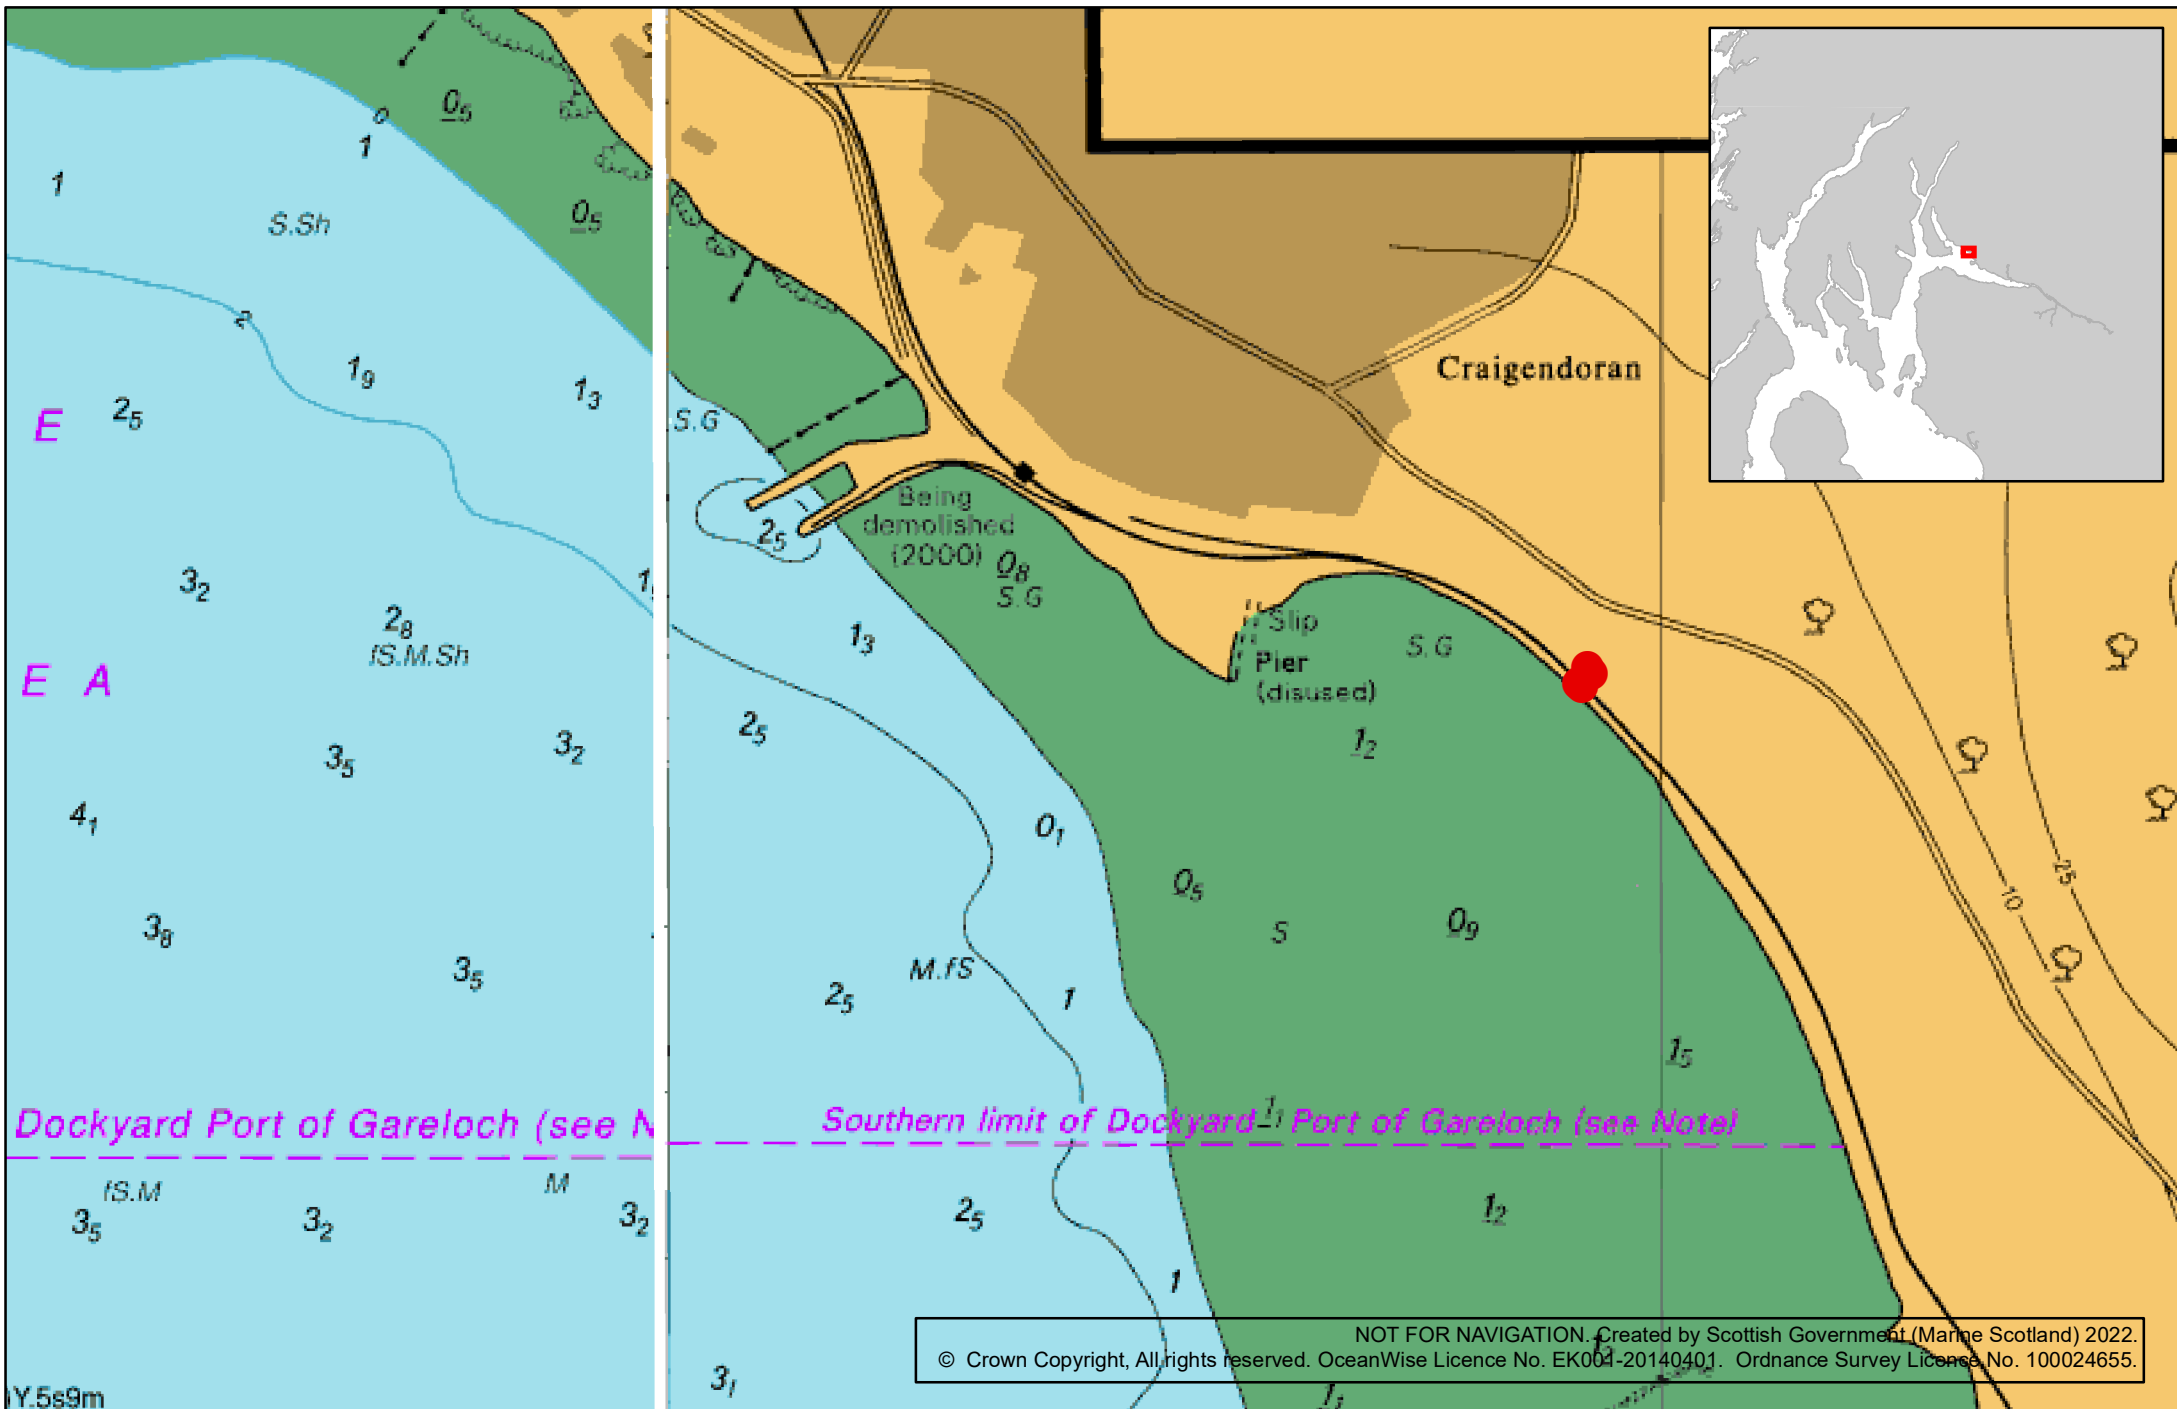 0₅
0
1
1
S.Sh
0₅
2
1₉
1₃
2₅
E
S.G
Craigendoran
Being
demolished
(2000)
2₅
0₈
S.G
3₂
2₈
fS.M.Sh
1₃
Slip
Pier
(disused)
S.G
E A
2₅
3₂
3₅
1₂
4₁
0₁
0₅
25
10
3₈
S
0₉
3₅
M.fS
2₅
1
1₅
Dockyard Port of Gareloch (see N
Southern limit of Dockyard Port of Gareloch (see Note)
1₁
fS.M
M
3₅
3₂
3₂
2₅
1₂
1
NOT FOR NAVIGATION. Created by Scottish Government (Marine Scotland) 2022.
© Crown Copyright, All rights reserved. OceanWise Licence No. EK001-20140401. Ordnance Survey Licence No. 100024655.
3₁
1₁
Y.5s9m